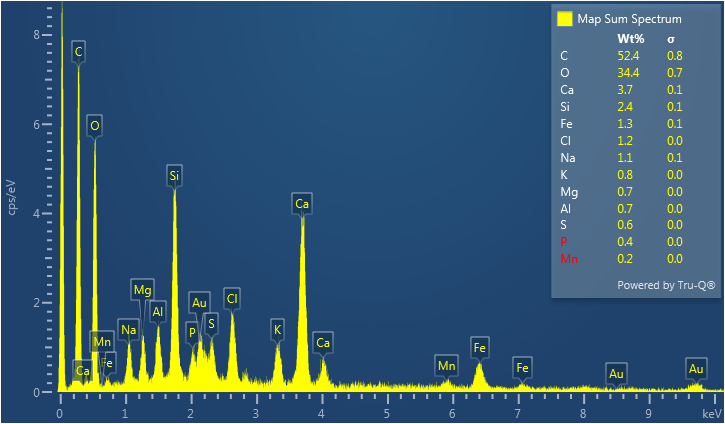 Map Sum Spectrum
Wt% σ
C 52.4 0.8
O 34.4 0.7
Ca 3.7 0.1
Si 2.4 0.1
Fe 1.3 0.1
Cl 1.2 0.0
Na 1.1 0.1
K 0.8 0.0
Mg 0.7 0.0
Al 0.7 0.0
S 0.6 0.0
P 0.4 0.0
Mn 0.2 0.0
Powered by Tru-Q®
cps/eV
8
6
4
2
0
C
O
Si
Ca
Mg
Au
Cl
Na
Al
P
S
K
Ca
Mn
Fe
Ca
Fe
Mn
Fe
Au
Au
0 1 2 3 4 5 6 7 8 9 keV